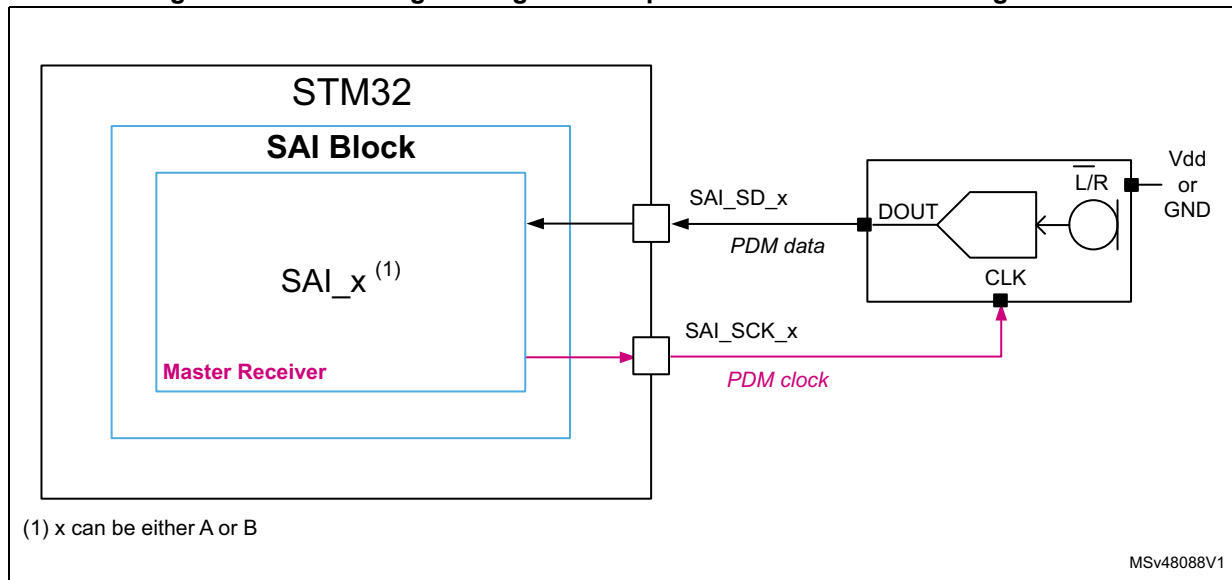 STM32
SAI Block
SAI_x (1)
Master Receiver
SAI_SD_x
PDM data
SAI_SCK_x
PDM clock
DOUT
L/R
CLK
Vdd
or
GND
(1) x can be either A or B
MSv48088V1